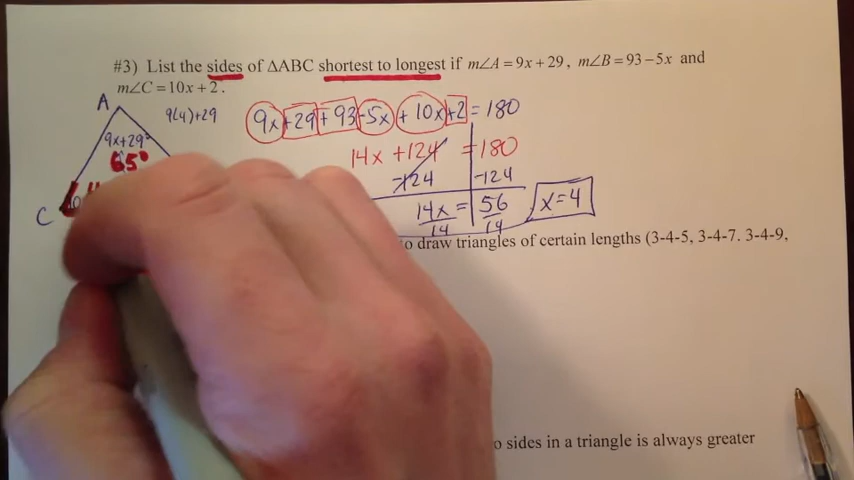 #3) List the sides of ΔABC shortest to longest if m∠A = 9x + 29, m∠B = 93 – 5x and
m∠C = 10x + 2.
A
9(4)+29
9x+29+93-5x+10x+2=180
9x+29°
65°
14x +124 =180
-124 -124
C
14x = 56
14 14
x=4
o draw triangles of certain lengths (3-4-5, 3-4-7. 3-4-9,
o sides in a triangle is always greater